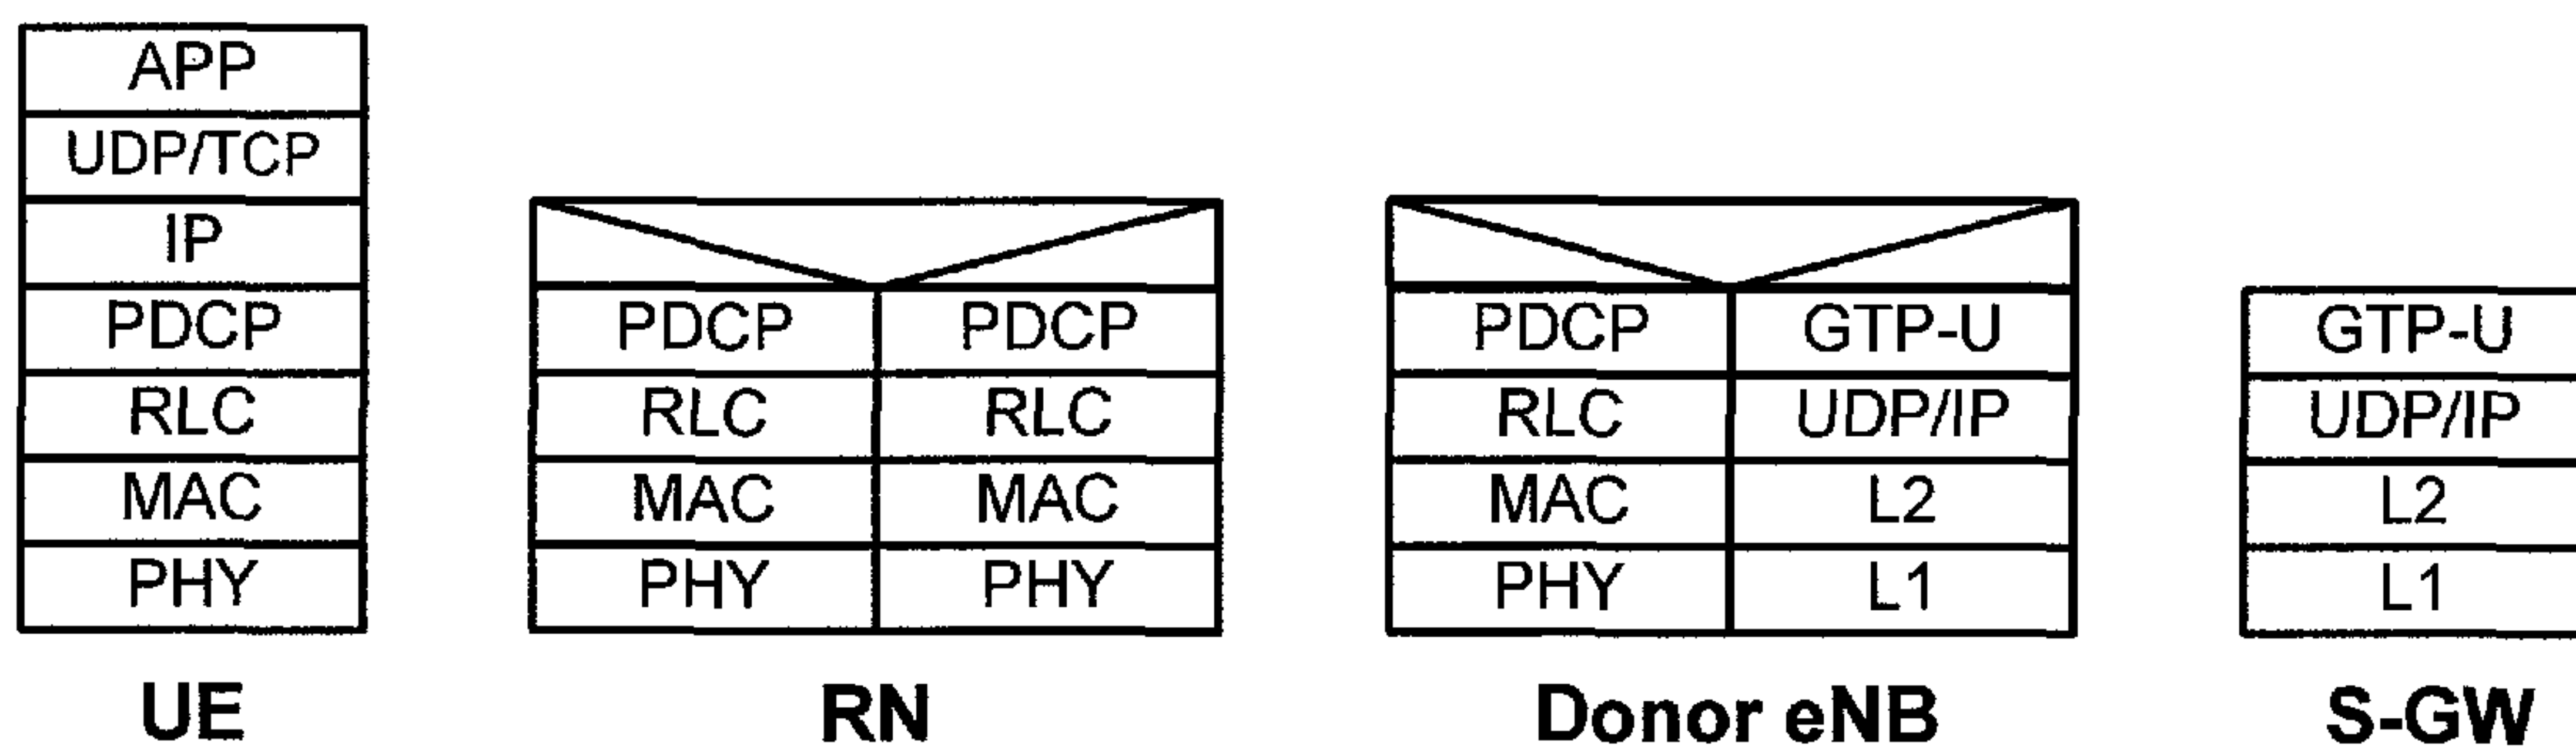 APP
UDP/TCP
IP
PDCP
RLC
MAC
PHY
UE
PDCP PDCP
RLC RLC
MAC MAC
PHY PHY
RN
PDCP GTP-U
RLC UDP/IP
MAC L2
PHY L1
Donor eNB
GTP-U
UDP/IP
L2
L1
S-GW